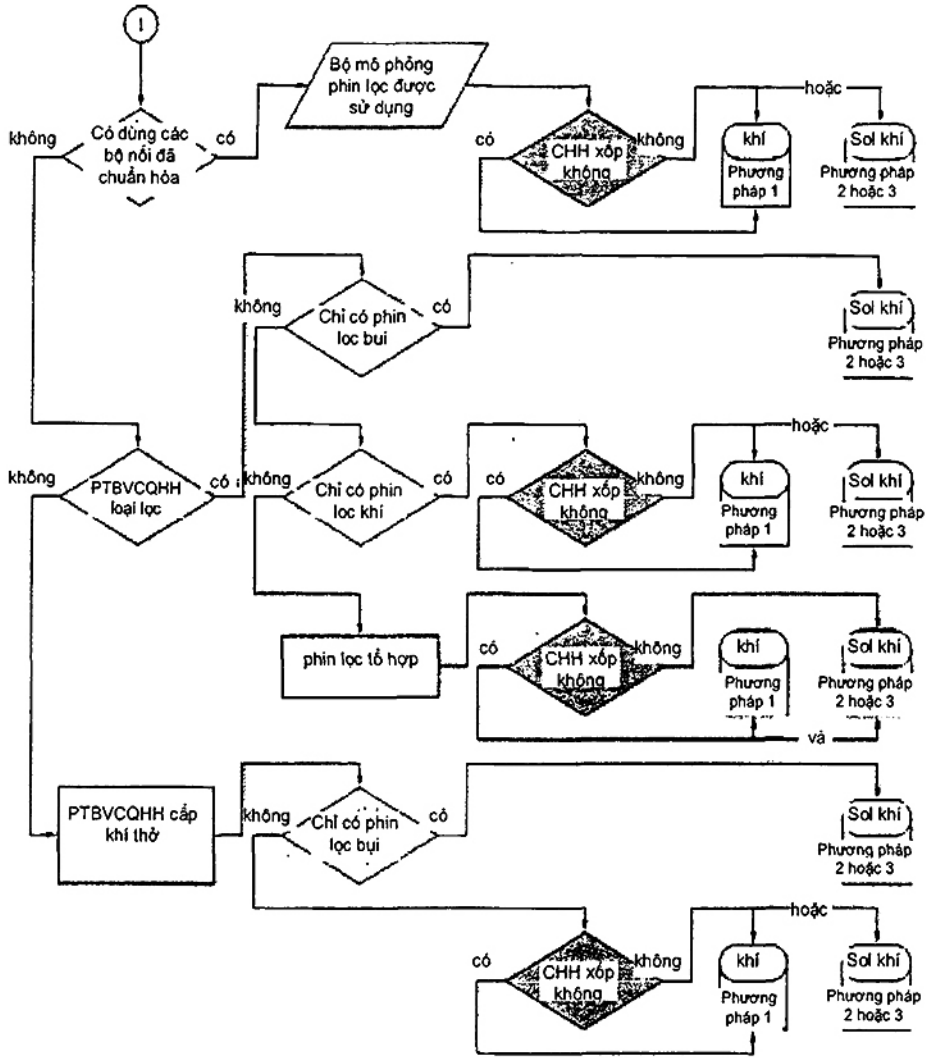 1
Bộ mô phỏng
phin lọc được
sử dụng
hoặc
không
Có dùng các
bộ nối đã
chuẩn hóa
có
có
CHH xốp
không
không
khí
Phương
pháp 1
Sol khí
Phương pháp
2 hoặc 3
không
Chỉ có phin
loc bui
có
Sol khí
Phương pháp
2 hoặc 3
hoặc
không
PTBVCQHH
loại lọc
có
không
Chỉ có phin
loc khí
có
có
CHH xốp
không
không
khí
Phương
pháp 1
Sol khí
Phương pháp
2 hoặc 3
phin lọc tổ hợp
có
CHH xốp
không
không
khí
Phương
pháp 1
Sol khí
Phương pháp
2 hoặc 3
và
PTBVCQHH cấp
khí thở
không
Chỉ có phin
lọc bụi
có
Sol khí
Phương pháp
2 hoặc 3
hoặc
có
CHH xốp
không
không
khí
Phương
pháp 1
Sol khí
Phương pháp
2 hoặc 3